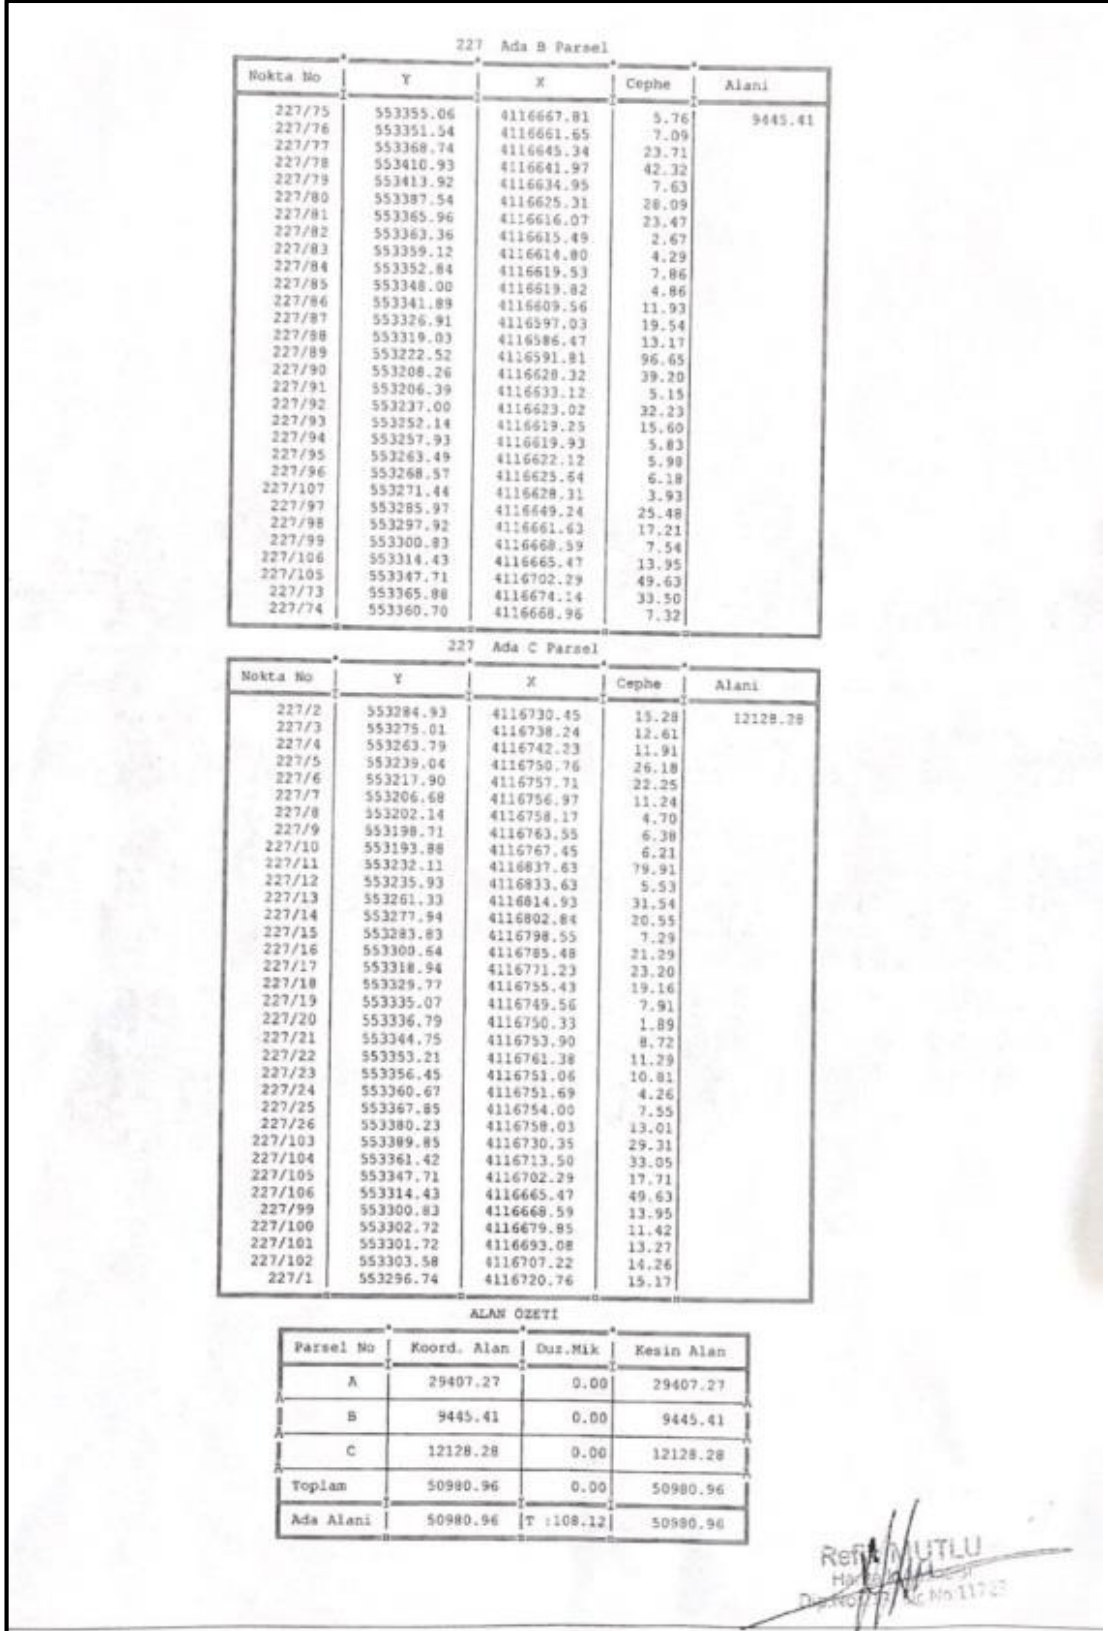 227 Ada B Parsel
Nokta No Y X Cephe Alani
227/75 553355.06 4116667.81 5.76 9445.41
227/76 553351.54 4116661.65 7.09
227/77 553368.74 4116645.34 23.71
227/78 553410.93 4116641.97 42.32
227/79 553413.92 4116634.95 7.63
227/80 553387.54 4116625.31 28.09
227/81 553365.96 4116616.07 23.47
227/82 553363.36 4116615.49 2.67
227/83 553359.12 4116614.80 4.29
227/84 553352.84 4116619.53 7.86
227/85 553348.00 4116619.82 4.86
227/86 553341.89 4116609.56 11.93
227/87 553326.91 4116597.03 19.54
227/88 553319.03 4116586.47 13.17
227/89 553222.52 4116591.81 96.65
227/90 553208.26 4116628.32 39.20
227/91 553206.39 4116633.12 5.15
227/92 553237.00 4116623.02 32.23
227/93 553252.14 4116619.25 15.60
227/94 553257.93 4116619.93 5.83
227/95 553263.49 4116622.12 5.98
227/96 553268.57 4116625.64 6.18
227/107 553271.44 4116628.31 3.93
227/97 553285.97 4116649.24 25.48
227/98 553297.92 4116661.63 17.21
227/99 553300.83 4116668.59 7.54
227/106 553314.43 4116665.47 13.95
227/105 553347.71 4116702.29 49.63
227/73 553365.88 4116674.14 33.50
227/74 553360.70 4116668.96 7.32
227 Ada C Parsel
Nokta No Y X Cephe Alani
227/2 553284.93 4116730.45 15.28 12128.28
227/3 553275.01 4116738.24 12.61
227/4 553263.79 4116742.23 11.91
227/5 553239.04 4116750.76 26.18
227/6 553217.90 4116757.71 22.25
227/7 553206.68 4116756.97 11.24
227/8 553202.14 4116758.17 4.70
227/9 553198.71 4116763.55 6.38
227/10 553193.88 4116767.45 6.21
227/11 553232.11 4116837.63 79.91
227/12 553235.93 4116833.63 5.53
227/13 553261.33 4116814.93 31.54
227/14 553277.94 4116802.84 20.55
227/15 553283.83 4116798.55 7.29
227/16 553300.64 4116785.48 21.29
227/17 553318.94 4116771.23 23.20
227/18 553329.77 4116755.43 19.16
227/19 553335.07 4116749.56 7.91
227/20 553336.79 4116750.33 1.89
227/21 553344.75 4116753.90 8.72
227/22 553353.21 4116761.38 11.29
227/23 553356.45 4116751.06 10.81
227/24 553360.67 4116751.69 4.26
227/25 553367.85 4116754.00 7.55
227/26 553380.23 4116758.03 13.01
227/103 553389.85 4116730.35 29.31
227/104 553361.42 4116713.50 33.05
227/105 553347.71 4116702.29 17.71
227/106 553314.43 4116665.47 49.63
227/99 553300.83 4116668.59 13.95
227/100 553302.72 4116679.85 11.42
227/101 553301.72 4116693.08 13.27
227/102 553303.58 4116707.22 14.26
227/1 553296.74 4116720.76 15.17
ALAN ÖZETİ
Parsel No Koord. Alan Duz.Mik Kesin Alan
A 29407.27 0.00 29407.27
B 9445.41 0.00 9445.41
C 12128.28 0.00 12128.28
Toplam 50980.96 0.00 50980.96
Ada Alani 50980.96 T :108.12 50980.96
MUTLU